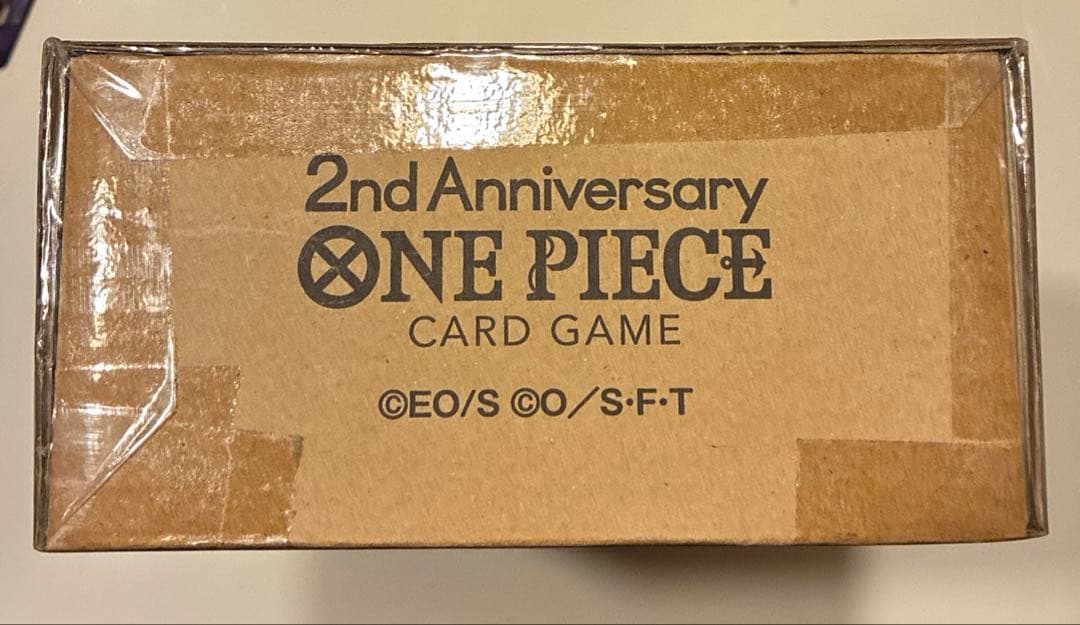 2nd Anniversary
ONE PIECE
CARD GAME
©EO/S ©O/S·F·T